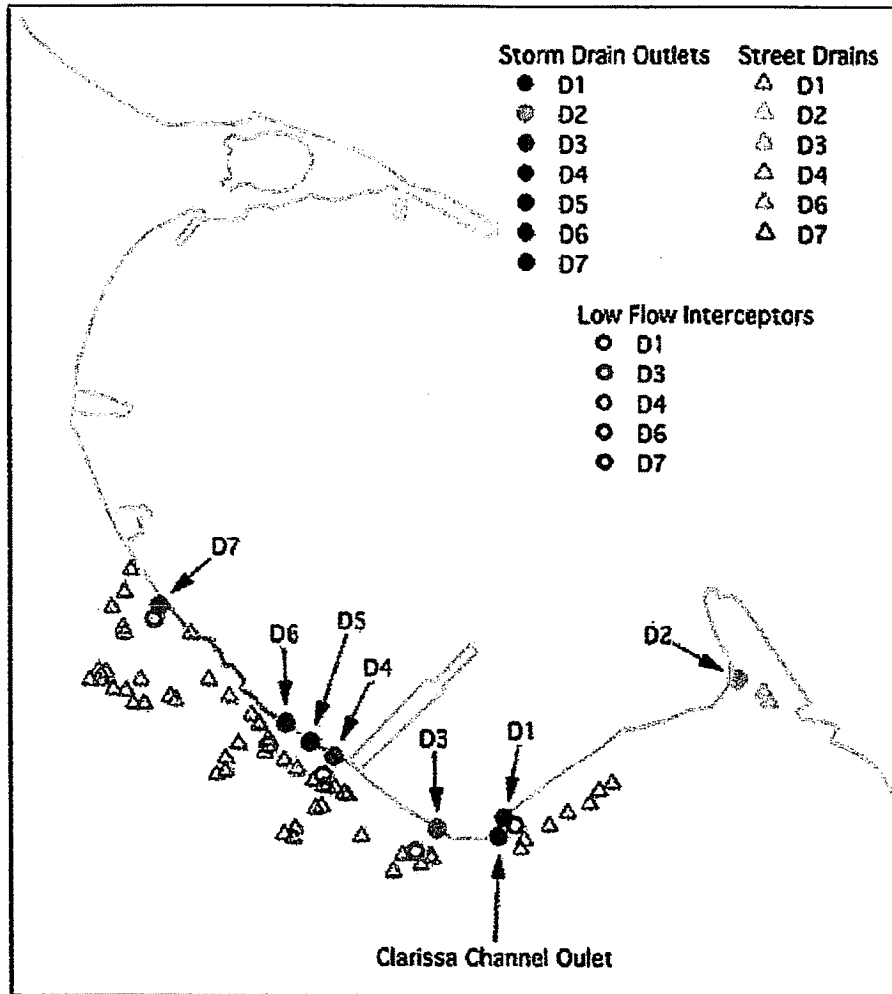 Storm Drain Outlets
D1
D2
D3
D4
D5
D6
D7
Street Drains
D1
D2
D3
D4
D6
D7
Low Flow Interceptors
D1
D3
D4
D6
D7
D7
D6
D5
D4
D3
D1
D2
Clarissa Channel Oulet